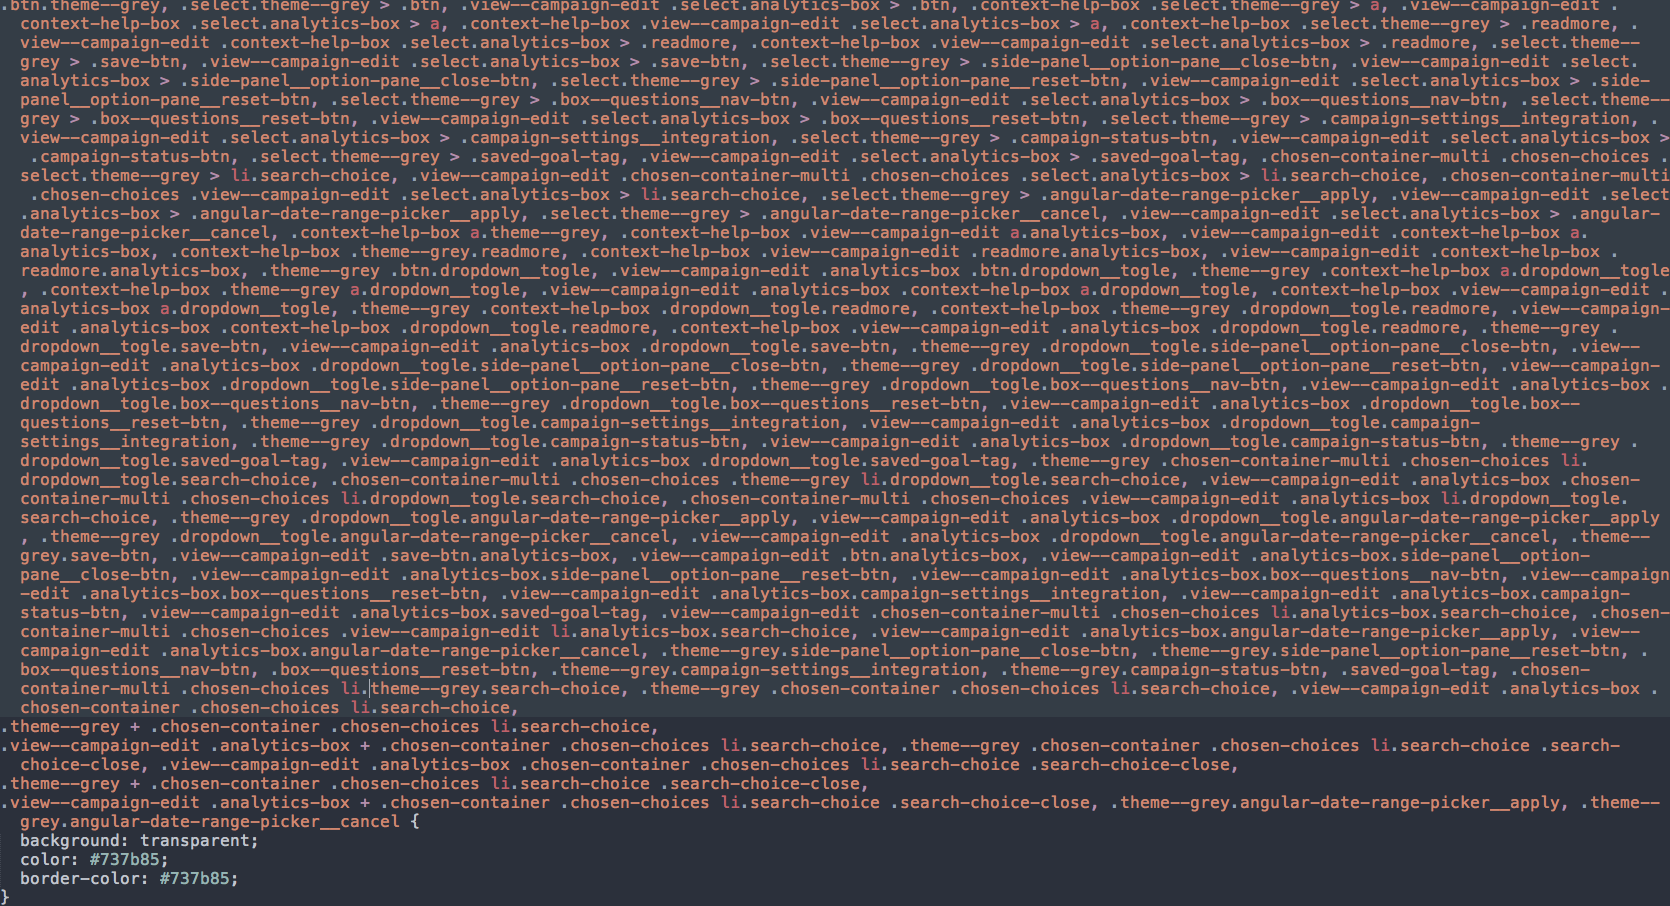 .btn.theme--grey, .select.theme--grey > .btn, .view--campaign-edit .select.analytics-box > .btn, .context-help-box .select.theme--grey > a, .view--campaign-edit .
context-help-box .select.analytics-box > a, .context-help-box .view--campaign-edit .select.analytics-box > a, .context-help-box .select.theme--grey > .readmore, .
view--campaign-edit .context-help-box .select.analytics-box > .readmore, .context-help-box .view--campaign-edit .select.analytics-box > .readmore, .select.theme--
grey > .save-btn, .view--campaign-edit .select.analytics-box > .save-btn, .select.theme--grey > .side-panel__option-pane__close-btn, .view--campaign-edit .select.
analytics-box > .side-panel__option-pane__close-btn, .select.theme--grey > .side-panel__option-pane__reset-btn, .view--campaign-edit .select.analytics-box > .side-
panel__option-pane__reset-btn, .select.theme--grey > .box--questions__nav-btn, .view--campaign-edit .select.analytics-box > .box--questions__nav-btn, .select.theme--
grey > .box--questions__reset-btn, .view--campaign-edit .select.analytics-box > .box--questions__reset-btn, .select.theme--grey > .campaign-settings__integration, .
view--campaign-edit .select.analytics-box > .campaign-settings__integration, .select.theme--grey > .campaign-status-btn, .view--campaign-edit .select.analytics-box >
.campaign-status-btn, .select.theme--grey > .saved-goal-tag, .view--campaign-edit .select.analytics-box > .saved-goal-tag, .chosen-container-multi .chosen-choices .
select.theme--grey > li.search-choice, .view--campaign-edit .chosen-container-multi .chosen-choices .select.analytics-box > li.search-choice, .chosen-container-multi
.chosen-choices .view--campaign-edit .select.analytics-box > li.search-choice, .select.theme--grey > .angular-date-range-picker__apply, .view--campaign-edit .select
.analytics-box > .angular-date-range-picker__apply, .select.theme--grey > .angular-date-range-picker__cancel, .view--campaign-edit .select.analytics-box > .angular-
date-range-picker__cancel, .context-help-box a.theme--grey, .context-help-box .view--campaign-edit a.analytics-box, .view--campaign-edit .context-help-box a.
analytics-box, .context-help-box .theme--grey.readmore, .context-help-box .view--campaign-edit .readmore.analytics-box, .view--campaign-edit .context-help-box .
readmore.analytics-box, .theme--grey .btn.dropdown__togle, .view--campaign-edit .analytics-box .btn.dropdown__togle, .theme--grey .context-help-box a.dropdown__togle
, .context-help-box .theme--grey a.dropdown__togle, .view--campaign-edit .analytics-box .context-help-box a.dropdown__togle, .context-help-box .view--campaign-edit .
analytics-box a.dropdown__togle, .theme--grey .context-help-box .dropdown__togle.readmore, .context-help-box .theme--grey .dropdown__togle.readmore, .view--campaign-
edit .analytics-box .context-help-box .dropdown__togle.readmore, .context-help-box .view--campaign-edit .analytics-box .dropdown__togle.readmore, .theme--grey .
dropdown__togle.save-btn, .view--campaign-edit .analytics-box .dropdown__togle.save-btn, .theme--grey .dropdown__togle.side-panel__option-pane__close-btn, .view--
campaign-edit .analytics-box .dropdown__togle.side-panel__option-pane__close-btn, .theme--grey .dropdown__togle.side-panel__option-pane__reset-btn, .view--campaign-
edit .analytics-box .dropdown__togle.side-panel__option-pane__reset-btn, .theme--grey .dropdown__togle.box--questions__nav-btn, .view--campaign-edit .analytics-box .
dropdown__togle.box--questions__nav-btn, .theme--grey .dropdown__togle.box--questions__reset-btn, .view--campaign-edit .analytics-box .dropdown__togle.box--
questions__reset-btn, .theme--grey .dropdown__togle.campaign-settings__integration, .view--campaign-edit .analytics-box .dropdown__togle.campaign-
settings__integration, .theme--grey .dropdown__togle.campaign-status-btn, .view--campaign-edit .analytics-box .dropdown__togle.campaign-status-btn, .theme--grey .
dropdown__togle.saved-goal-tag, .view--campaign-edit .analytics-box .dropdown__togle.saved-goal-tag, .theme--grey .chosen-container-multi .chosen-choices li.
dropdown__togle.search-choice, .chosen-container-multi .chosen-choices .theme--grey li.dropdown__togle.search-choice, .view--campaign-edit .analytics-box .chosen-
container-multi .chosen-choices li.dropdown__togle.search-choice, .chosen-container-multi .chosen-choices .view--campaign-edit .analytics-box li.dropdown__togle.
search-choice, .theme--grey .dropdown__togle.angular-date-range-picker__apply, .view--campaign-edit .analytics-box .dropdown__togle.angular-date-range-picker__apply
, .theme--grey .dropdown__togle.angular-date-range-picker__cancel, .view--campaign-edit .analytics-box .dropdown__togle.angular-date-range-picker__cancel, .theme--
grey.save-btn, .view--campaign-edit .save-btn.analytics-box, .view--campaign-edit .btn.analytics-box, .view--campaign-edit .analytics-box.side-panel__option-
pane__close-btn, .view--campaign-edit .analytics-box.side-panel__option-pane__reset-btn, .view--campaign-edit .analytics-box.box--questions__nav-btn, .view--campaign
-edit .analytics-box.box--questions__reset-btn, .view--campaign-edit .analytics-box.campaign-settings__integration, .view--campaign-edit .analytics-box.campaign-
status-btn, .view--campaign-edit .analytics-box.saved-goal-tag, .view--campaign-edit .chosen-container-multi .chosen-choices li.analytics-box.search-choice, .chosen-
container-multi .chosen-choices .view--campaign-edit li.analytics-box.search-choice, .view--campaign-edit .analytics-box.angular-date-range-picker__apply, .view--
campaign-edit .analytics-box.angular-date-range-picker__cancel, .theme--grey.side-panel__option-pane__close-btn, .theme--grey.side-panel__option-pane__reset-btn, .
box--questions__nav-btn, .box--questions__reset-btn, .theme--grey.campaign-settings__integration, .theme--grey.campaign-status-btn, .saved-goal-tag, .chosen-
container-multi .chosen-choices li.theme--grey.search-choice, .theme--grey .chosen-container .chosen-choices li.search-choice, .view--campaign-edit .analytics-box .
chosen-container .chosen-choices li.search-choice,
.theme--grey + .chosen-container .chosen-choices li.search-choice,
.view--campaign-edit .analytics-box + .chosen-container .chosen-choices li.search-choice, .theme--grey .chosen-container .chosen-choices li.search-choice .search-
choice-close, .view--campaign-edit .analytics-box .chosen-container .chosen-choices li.search-choice .search-choice-close,
.theme--grey + .chosen-container .chosen-choices li.search-choice .search-choice-close,
.view--campaign-edit .analytics-box + .chosen-container .chosen-choices li.search-choice .search-choice-close, .theme--grey.angular-date-range-picker__apply, .theme--
grey.angular-date-range-picker__cancel {
background: transparent;
color: #737b85;
border-color: #737b85;
}